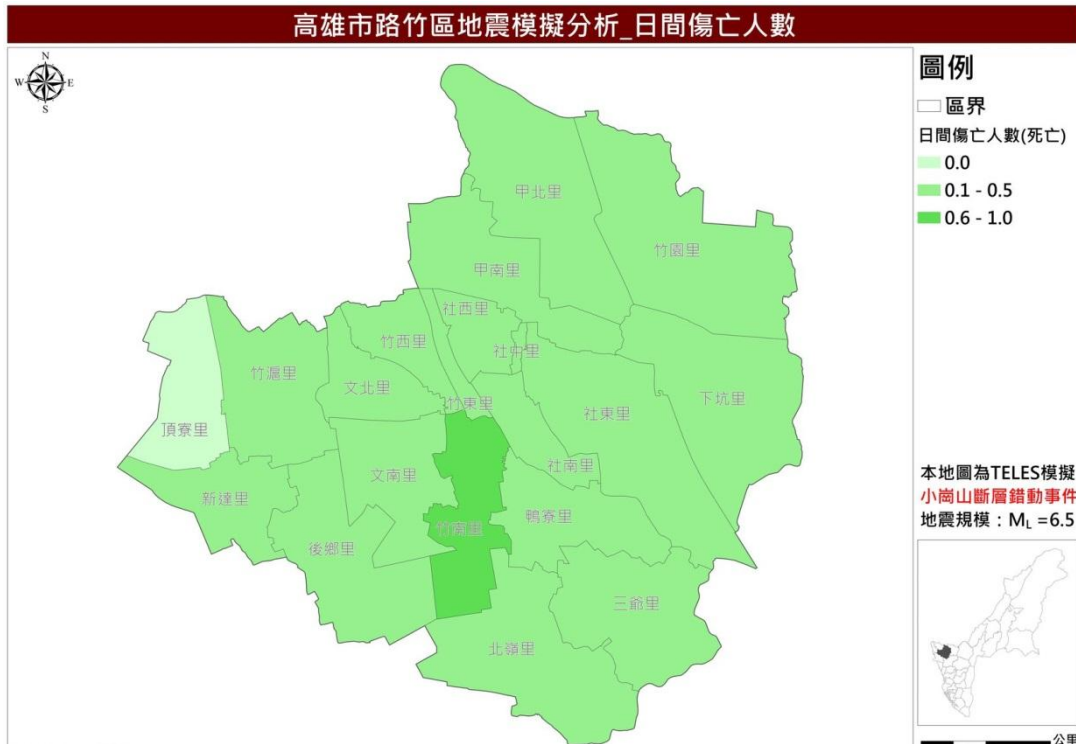 高雄市路竹區地震模擬分析_日間傷亡人數
N
W
E
S
圖例
區界
日間傷亡人數(死亡)
0.0
0.1 - 0.5
0.6 - 1.0
甲北里
竹園里
甲南里
社西里
竹西里
社中里
竹滬里
文北里
竹東里
社東里
下坑里
頂寮里
社南里
文南里
新達里
鴨寮里
竹南里
後鄉里
三爺里
北嶺里
本地圖為TELES模擬
小崗山斷層錯動事件
地震規模：ML =6.5
公里